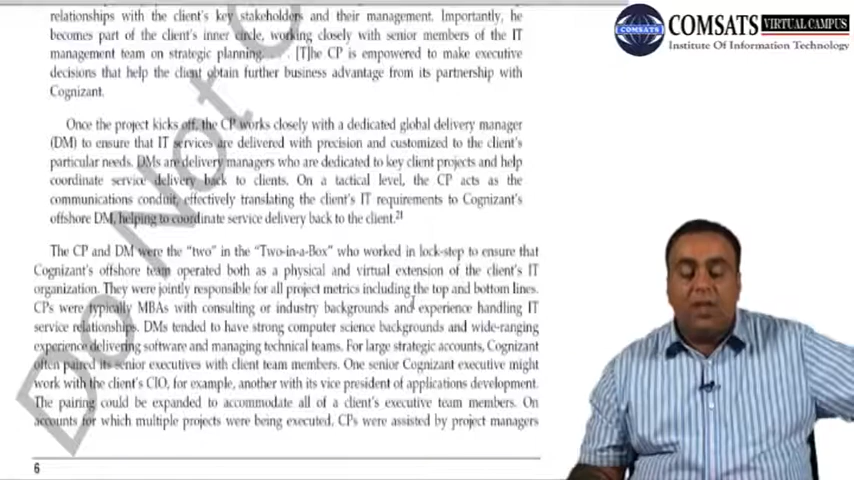 relationships with the client's key stakeholders and their management. Importantly, he
becomes part of the client's inner circle, working closely with senior members of the IT
management team on strategic planning. . . . [T]he CP is empowered to make executive
decisions that help the client obtain further business advantage from its partnership with
Cognizant.
Once the project kicks off, the CP works closely with a dedicated global delivery manager
(DM) to ensure that IT services are delivered with precision and customized to the client's
particular needs. DMs are delivery managers who are dedicated to key client projects and help
coordinate service delivery back to clients. On a tactical level, the CP acts as the
communications conduit, effectively translating the client's IT requirements to Cognizant's
offshore DM, helping to coordinate service delivery back to the client.21
The CP and DM were the "two" in the "Two-in-a-Box" who worked in lock-step to ensure that
Cognizant's offshore team operated both as a physical and virtual extension of the client's IT
organization. They were jointly responsible for all project metrics including the top and bottom lines.
CPs were typically MBAs with consulting or industry backgrounds and experience handling IT
service relationships. DMs tended to have strong computer science backgrounds and wide-ranging
experience delivering software and managing technical teams. For large strategic accounts, Cognizant
often paired its senior executives with client team members. One senior Cognizant executive might
work with the client's CIO, for example, another with its vice president of applications development.
The pairing could be expanded to accommodate all of a client's executive team members. On
accounts for which multiple projects were being executed, CPs were assisted by project managers
6
Do Not C
COMSATS
COMSATS VIRTUAL CAMPUS
Institute Of Information Technology